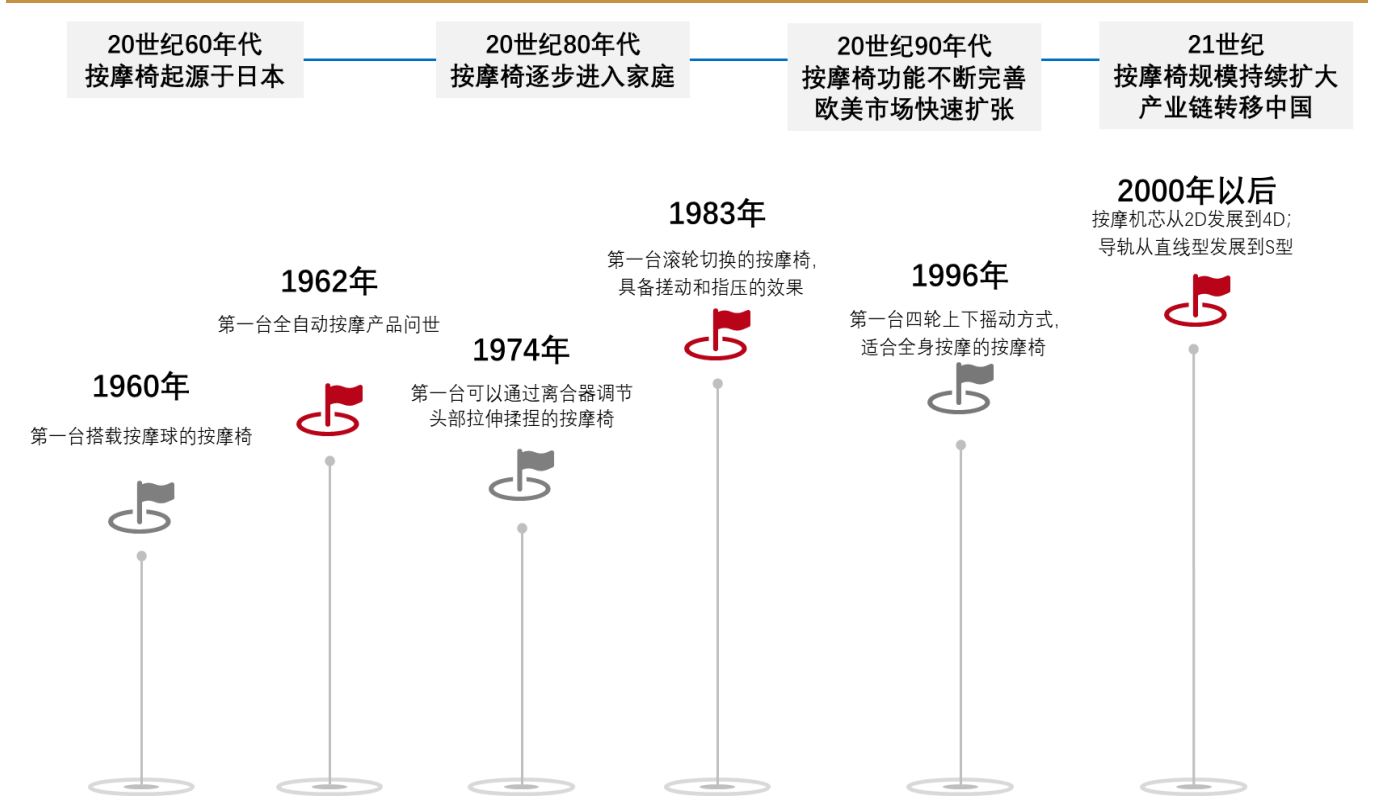 20世纪60年代
按摩椅起源于日本
20世纪80年代
按摩椅逐步进入家庭
20世纪90年代
按摩椅功能不断完善
欧美市场快速扩张
21世纪
按摩椅规模持续扩大
产业链转移中国
1960年
第一台搭载按摩球的按摩椅
1962年
第一台全自动按摩产品问世
1974年
第一台可以通过离合器调节
头部拉伸揉捏的按摩椅
1983年
第一台滚轮切换的按摩椅,
具备搓动和指压的效果
1996年
第一台四轮上下摇动方式,
适合全身按摩的按摩椅
2000年以后
按摩机芯从2D发展到4D;
导轨从直线型发展到S型